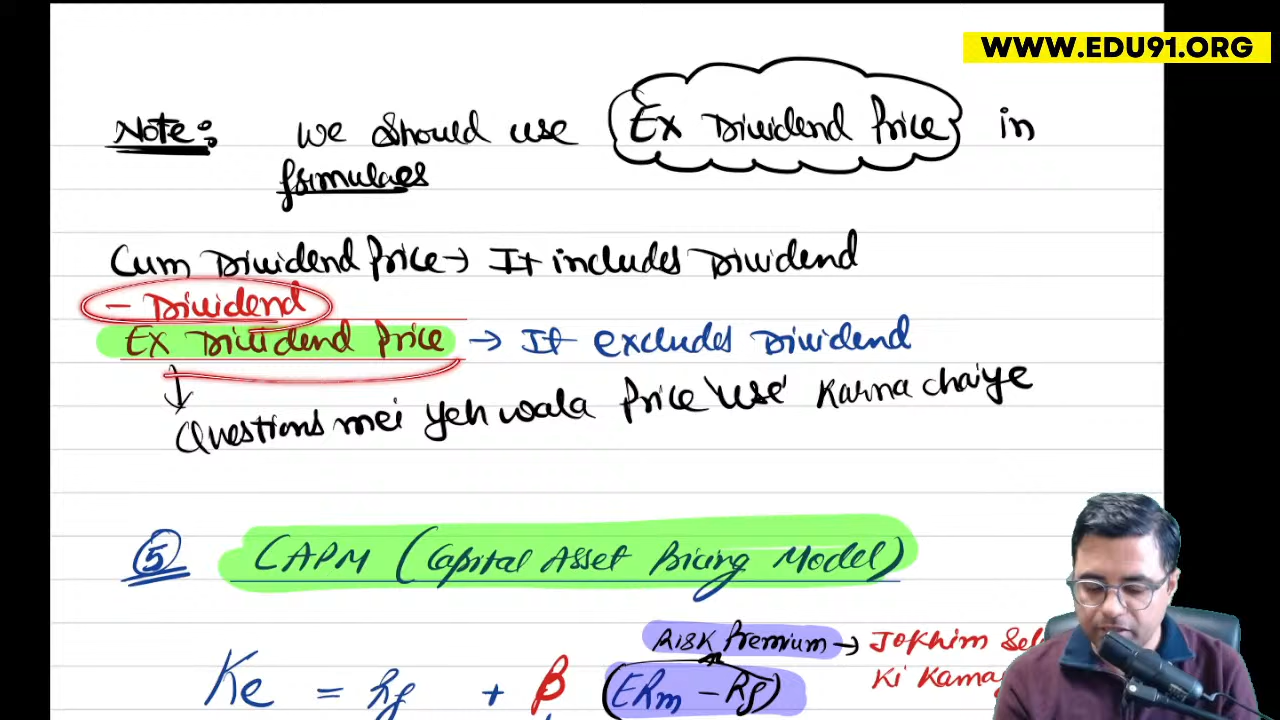 WWW.EDU91.ORG
Note: We should use Ex Dividend Price in
formulaes
Cum Dividend Price → It includes Dividend
– Dividend
Ex Dividend Price → It excludes Dividend
↓
Questions mei yeh wala Price 'use' Karna chaiye
5 CAPM (Capital Asset Pricing Model)
Risk Premium → Jokhim
Ke = Rf + β (ERm – Rf)
Ki